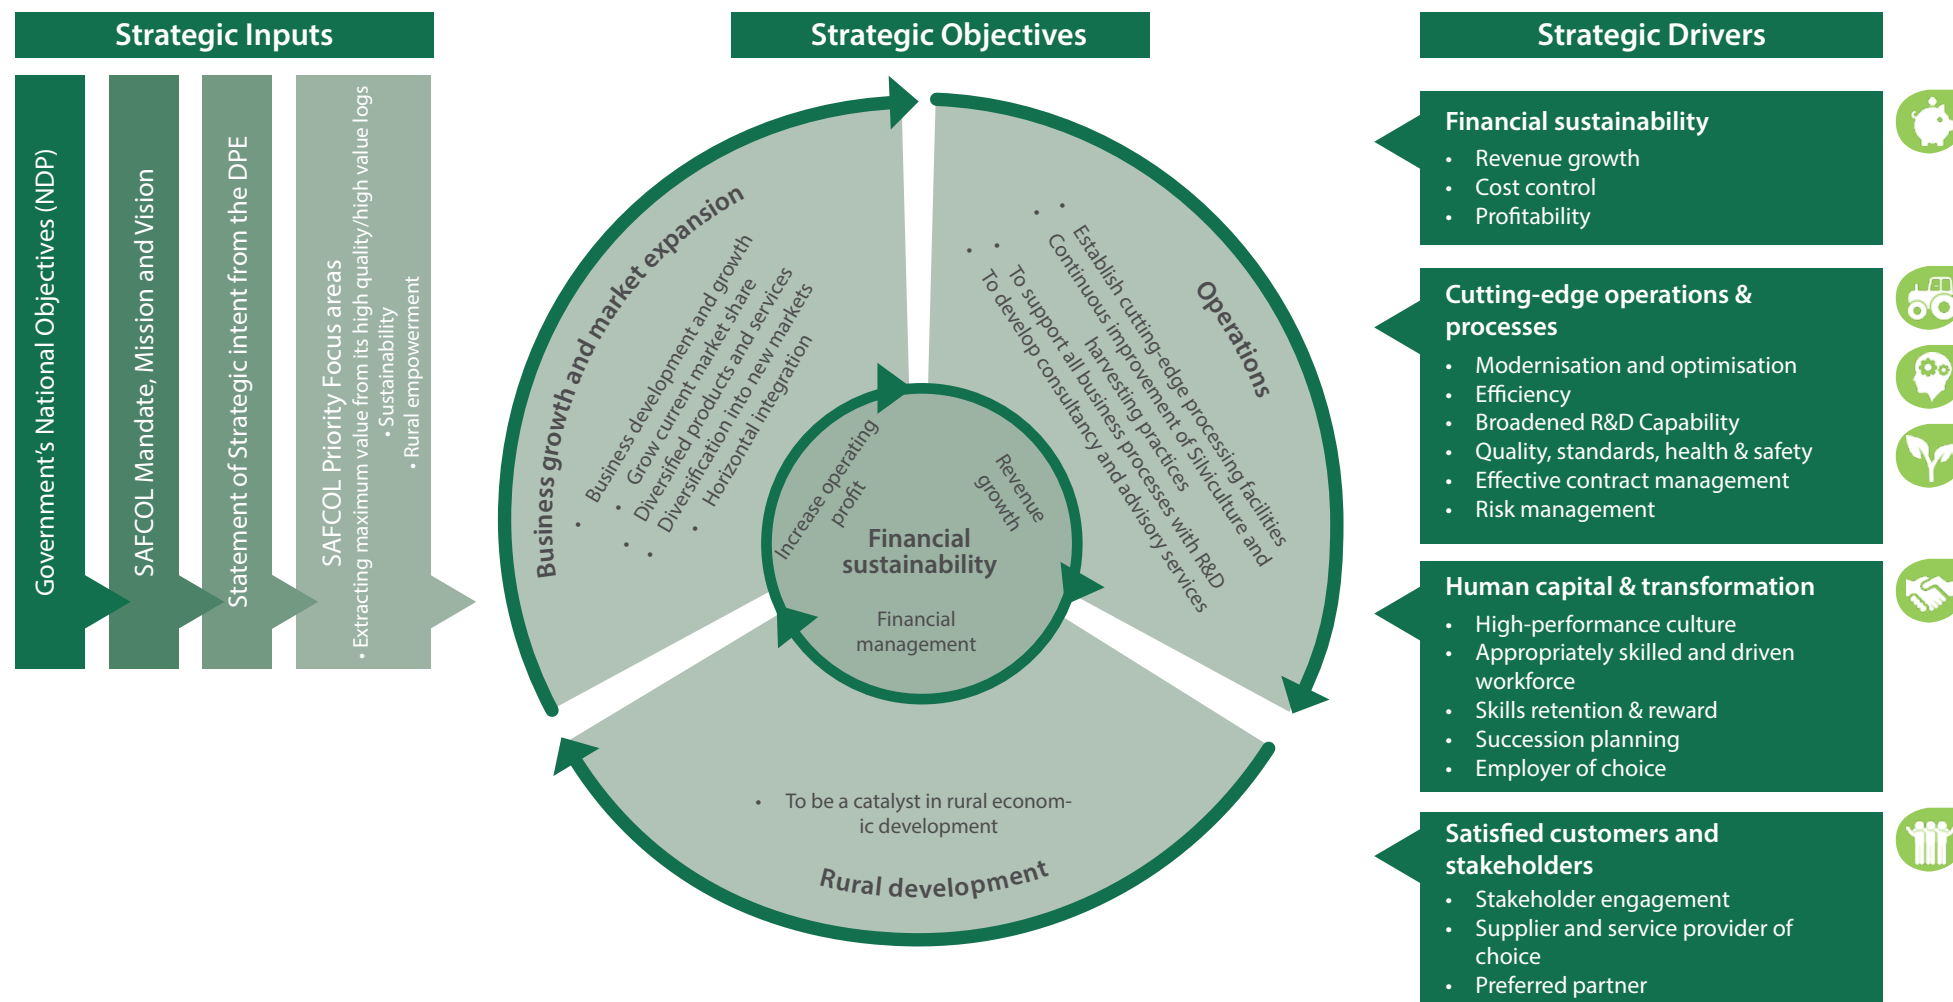 Strategic Inputs
Government's National Objectives (NDP)
SAFCOL Mandate, Mission and Vision
Statement of Strategic intent from the DPE
SAFCOL Priority Focus areas
• Extracting maximum value from its high quality/high value logs
• Sustainability
• Rural empowerment
Strategic Objectives
Business growth and market expansion
• Business development and growth
• Grow current market share
• Diversified products and services
• Diversification into new markets
• Horizontal integration
Operations
• Establish cutting-edge processing facilities
• Continuous improvement of Silviculture and
harvesting practices
• To support all business processes with R&D
• To develop consultancy and advisory services
Increase operating
profit
Revenue
growth
Financial
sustainability
Financial
management
• To be a catalyst in rural econom-
ic development
Rural development
Strategic Drivers
Financial sustainability
• Revenue growth
• Cost control
• Profitability
Cutting-edge operations &
processes
• Modernisation and optimisation
• Efficiency
• Broadened R&D Capability
• Quality, standards, health & safety
• Effective contract management
• Risk management
Human capital & transformation
• High-performance culture
• Appropriately skilled and driven
workforce
• Skills retention & reward
• Succession planning
• Employer of choice
Satisfied customers and
stakeholders
• Stakeholder engagement
• Supplier and service provider of
choice
• Preferred partner